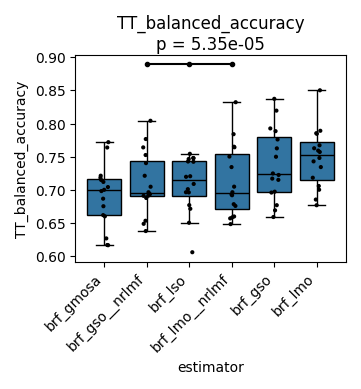 TT_balanced_accuracy
p = 5.35e-05
TT_balanced_accuracy
0.90
0.85
0.80
0.75
0.70
0.65
0.60
brf_gmosa
brf_gso__nrlmf
brf_lso
brf_lmo__nrlmf
brf_gso
brf_lmo
estimator